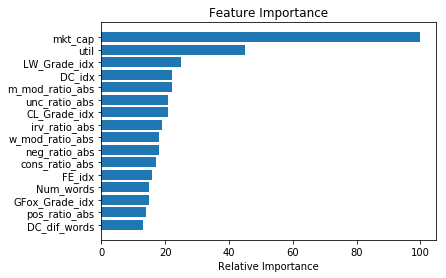 Feature Importance
mkt_cap
util
LW_Grade_idx
DC_idx
m_mod_ratio_abs
unc_ratio_abs
CL_Grade_idx
irv_ratio_abs
w_mod_ratio_abs
neg_ratio_abs
cons_ratio_abs
FE_idx
Num_words
GFox_Grade_idx
pos_ratio_abs
DC_dif_words
0 20 40 60 80 100
Relative Importance